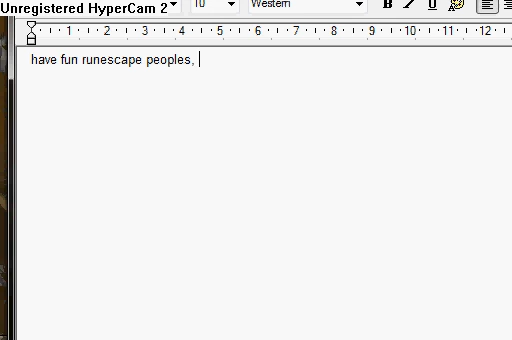 Unregistered HyperCam 2
10 Western B I U
1 2 3 4 5 6 7 8 9 10 11 12
have fun runescape peoples,